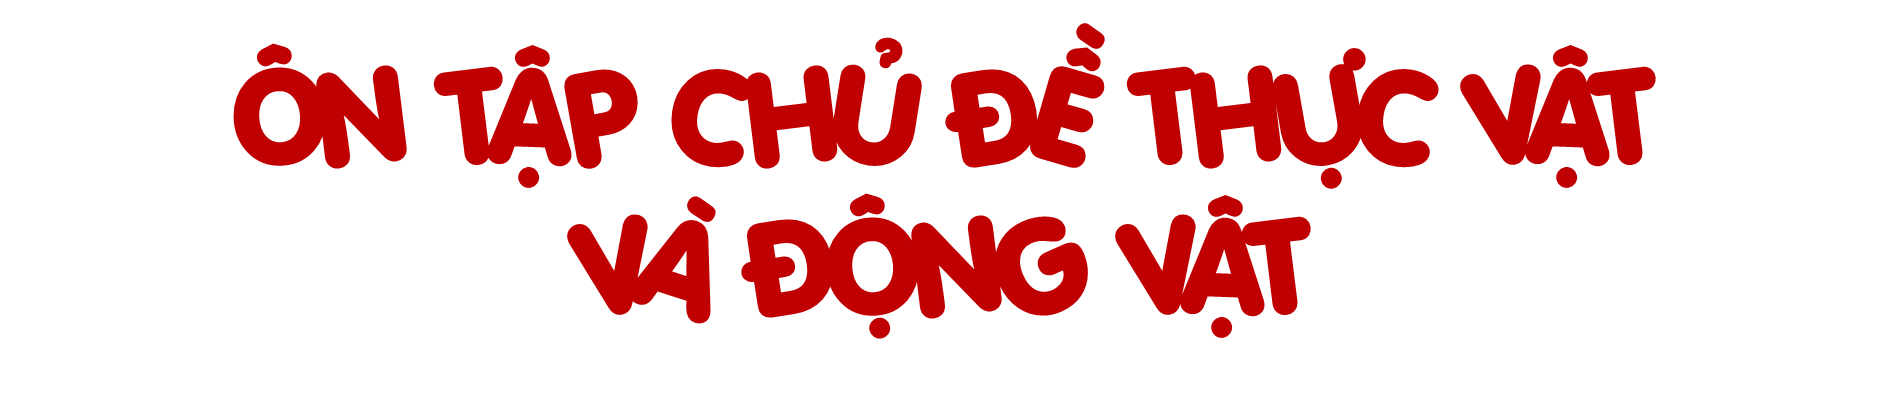 ÔN TẬP CHỦ ĐỀ THỰC VẬT
VÀ ĐỘNG VẬT